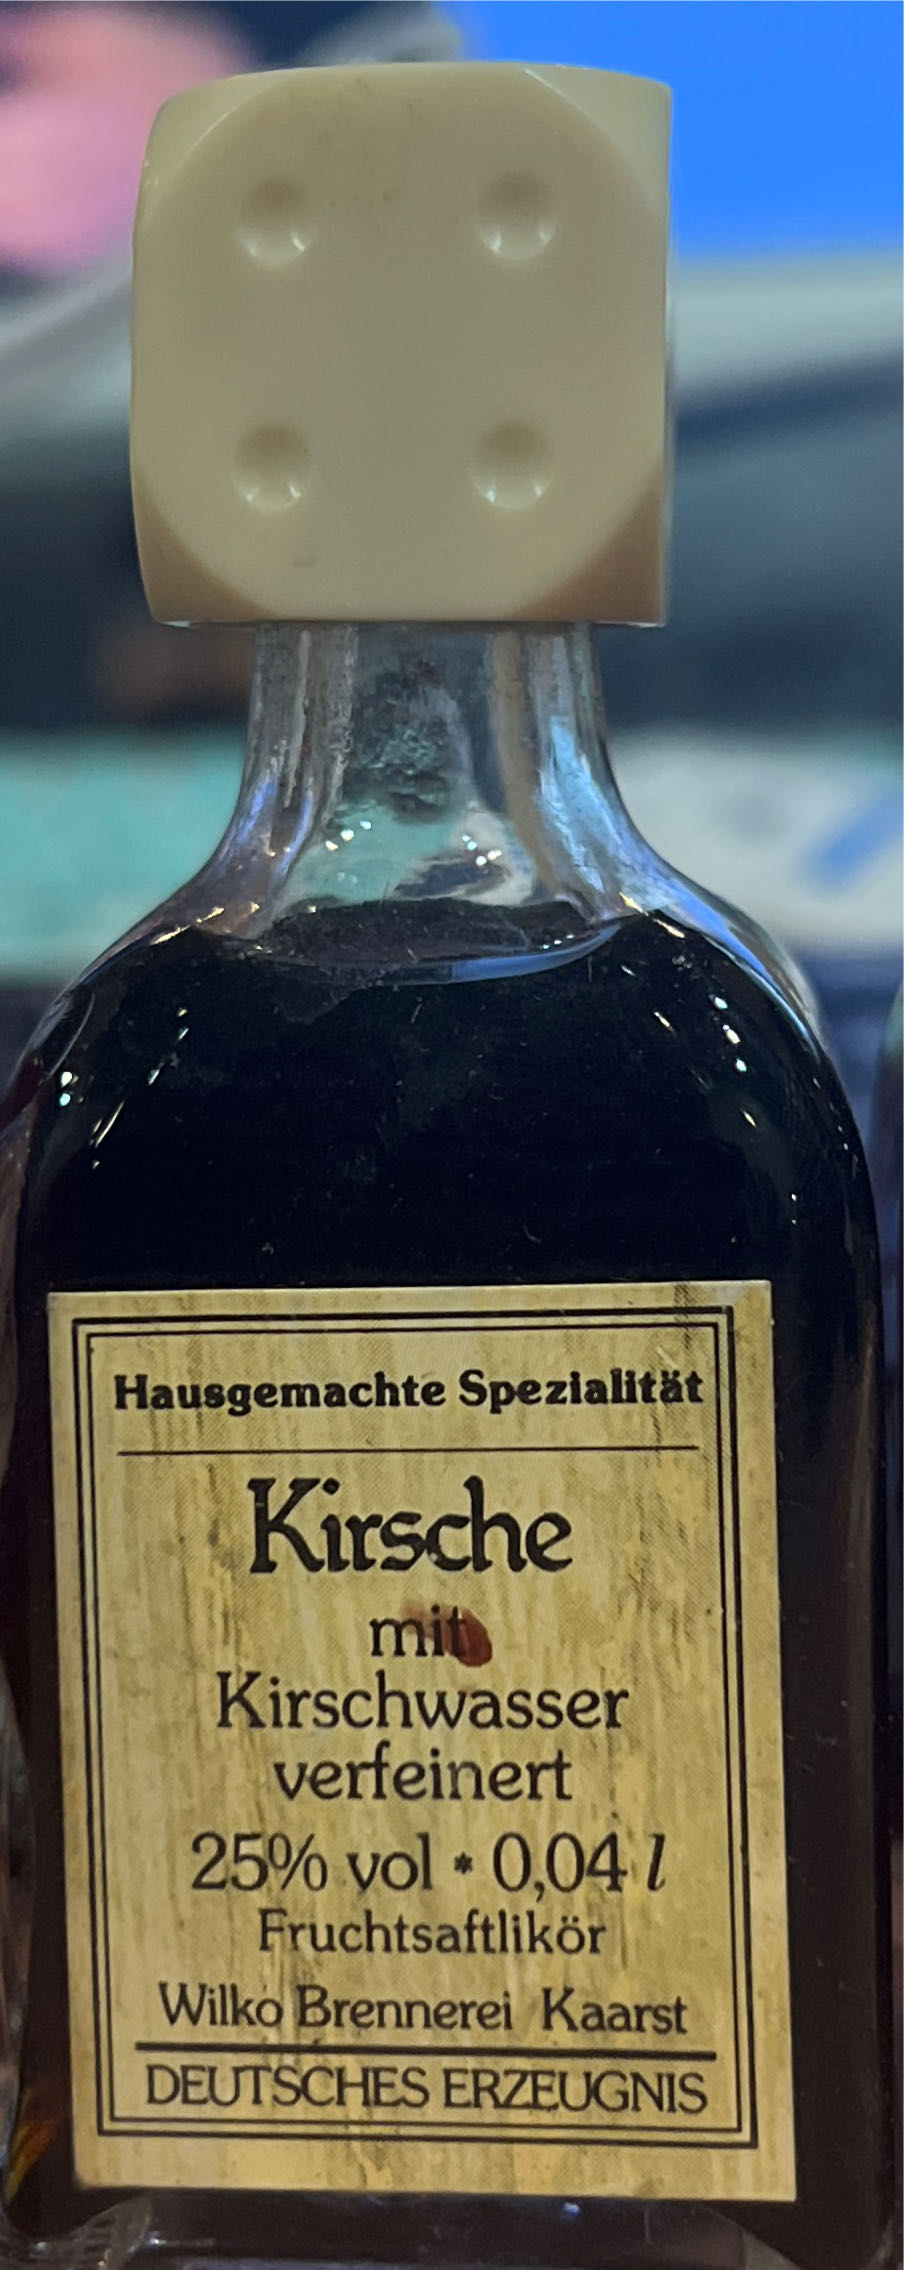 Hausgemachte Spezialität
Kirsche
mit
Kirschwasser
verfeinert
25% vol * 0,04 l
Fruchtsaftlikör
Wilko Brennerei Kaarst
DEUTSCHES ERZEUGNIS